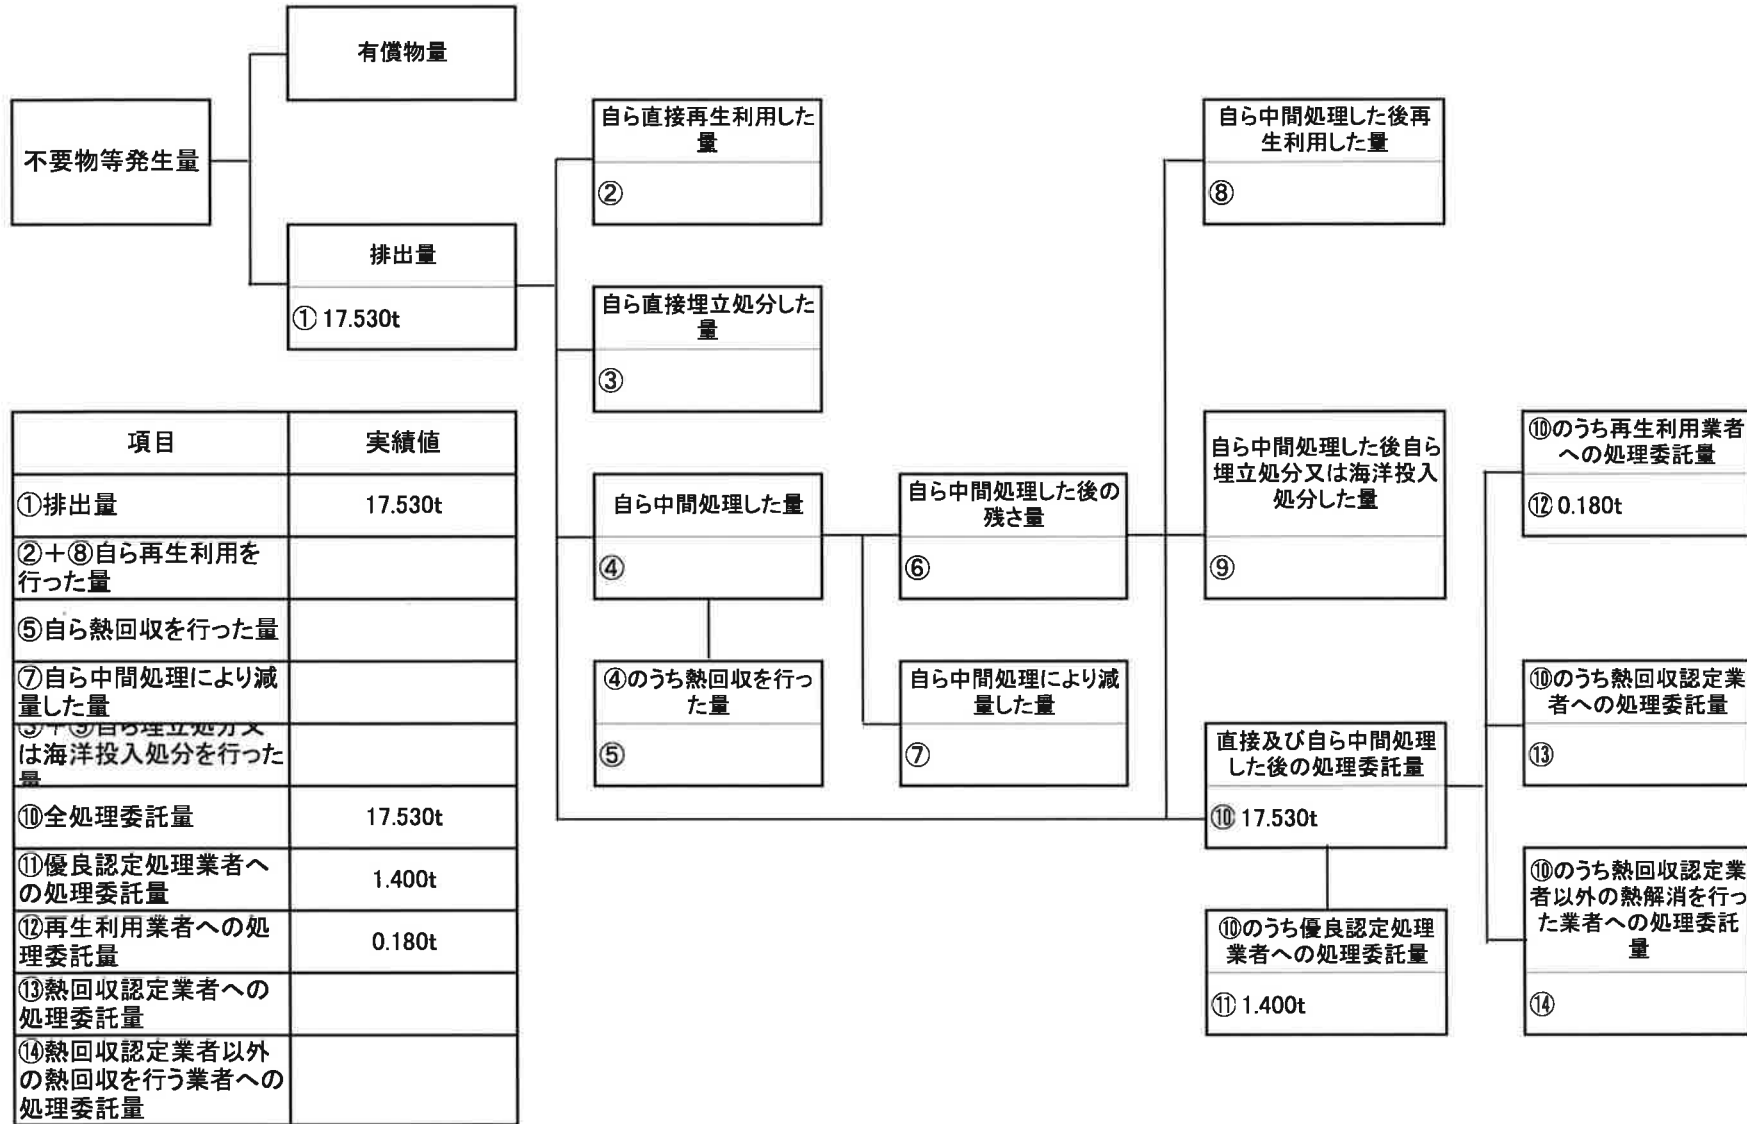 有償物量
不要物等発生量
排出量
① 17.530t
自ら直接再生利用した
量
②
自ら直接埋立処分した
量
③
自ら中間処理した量
④
④のうち熱回収を行っ
た量
⑤
自ら中間処理した後の
残さ量
⑥
自ら中間処理により減
量した量
⑦
自ら中間処理した後再
生利用した量
⑧
自ら中間処理した後自ら
埋立処分又は海洋投入
処分した量
⑨
直接及び自ら中間処理
した後の処理委託量
⑩ 17.530t
⑩のうち優良認定処理
業者への処理委託量
⑪ 1.400t
⑩のうち再生利用業者
への処理委託量
⑫ 0.180t
⑩のうち熱回収認定業
者への処理委託量
⑬
⑩のうち熱回収認定業
者以外の熱解消を行っ
た業者への処理委託
量
⑭
項目 実績値
①排出量 17.530t
②＋⑧自ら再生利用を
行った量
⑤自ら熱回収を行った量
⑦自ら中間処理により減
量した量
③＋⑨自ら埋立処分又
は海洋投入処分を行った
量
⑩全処理委託量 17.530t
⑪優良認定処理業者へ
の処理委託量 1.400t
⑫再生利用業者への処
理委託量 0.180t
⑬熱回収認定業者への
処理委託量
⑭熱回収認定業者以外
の熱回収を行う業者への
処理委託量